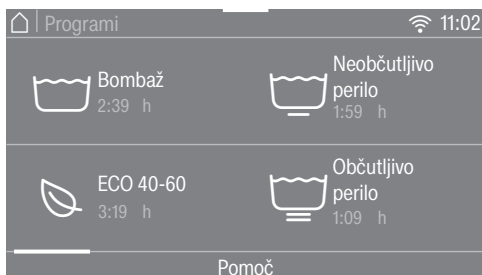 Programi
11:02
Bombaž
2:39 h
Neobčutljivo
perilo
1:59 h
ECO 40-60
3:19 h
Občutljivo
perilo
1:09 h
Pomoč